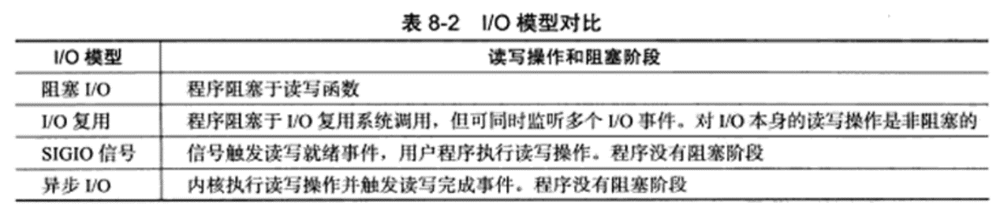 表 8-2 I/O 模型对比
I/O 模型 读写操作和阻塞阶段
阻塞 I/O 程序阻塞于读写函数
I/O 复用 程序阻塞于 I/O 复用系统调用，但可同时监听多个 I/O 事件。对 I/O 本身的读写操作是非阻塞的
SIGIO 信号 信号触发读写就绪事件，用户程序执行读写操作。程序没有阻塞阶段
异步 I/O 内核执行读写操作并触发读写完成事件。程序没有阻塞阶段